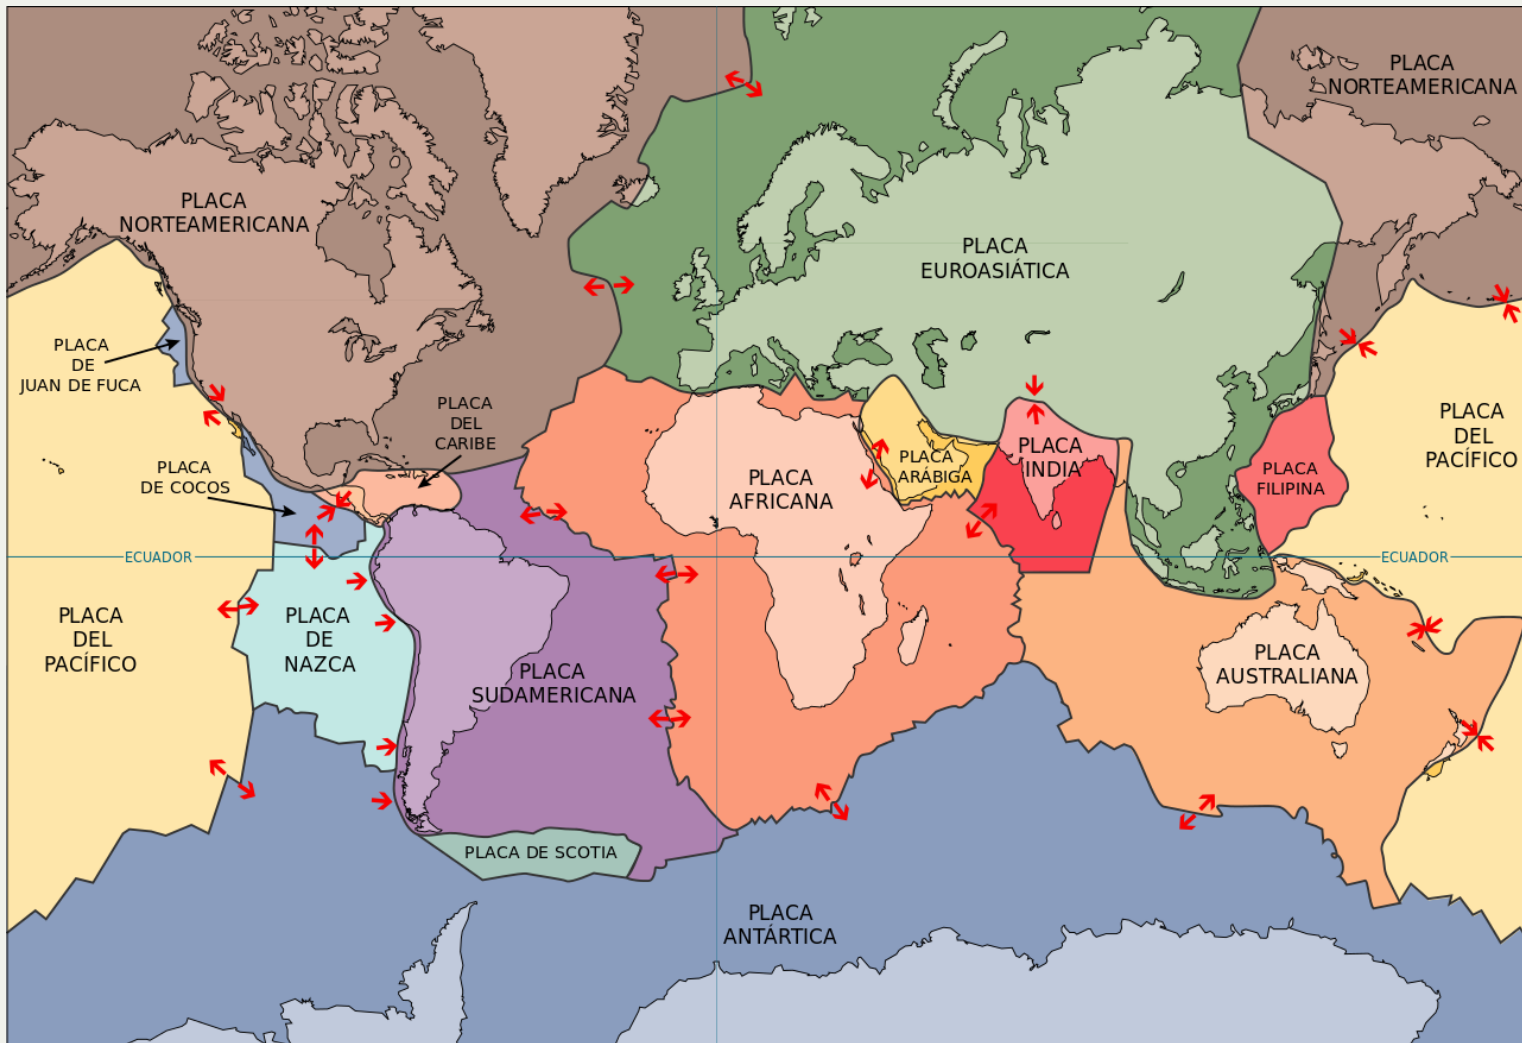 PLACA
NORTEAMERICANA
PLACA
NORTEAMERICANA
PLACA
EUROASIÁTICA
PLACA
DE
JUAN DE FUCA
PLACA
DEL
CARIBE
PLACA
DE COCOS
PLACA
AFRICANA
PLACA
ARÁBIGA
PLACA
INDIA
PLACA
FILIPINA
PLACA
DEL
PACÍFICO
ECUADOR
ECUADOR
PLACA
DEL
PACÍFICO
PLACA
DE
NAZCA
PLACA
SUDAMERICANA
PLACA
AUSTRALIANA
PLACA DE SCOTIA
PLACA
ANTÁRTICA